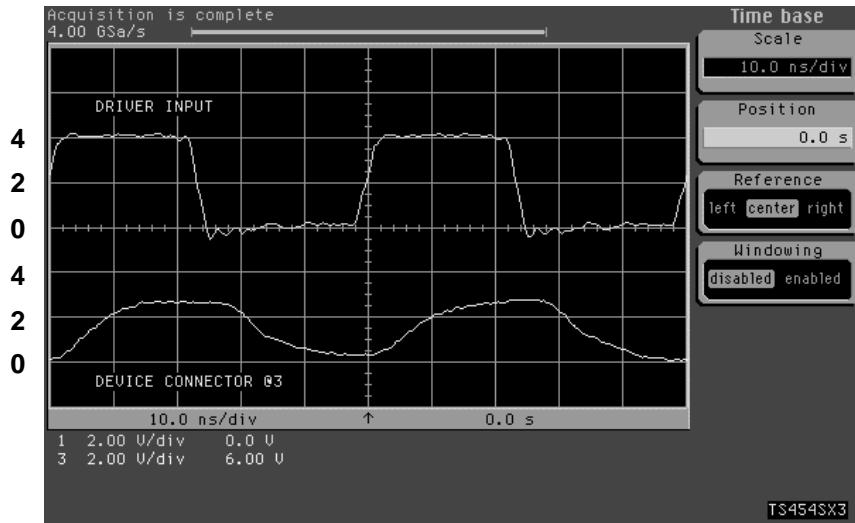 Acquisition is complete
4.00 GSa/s
DRIVER INPUT
4
2
0
4
2
0
DEVICE CONNECTOR @3
10.0 ns/div ↑ 0.0 s
1 2.00 V/div 0.0 V
3 2.00 V/div 6.00 V
Time base
Scale
10.0 ns/div
Position
0.0 s
Reference
left center right
Windowing
disabled enabled
TS454SX3